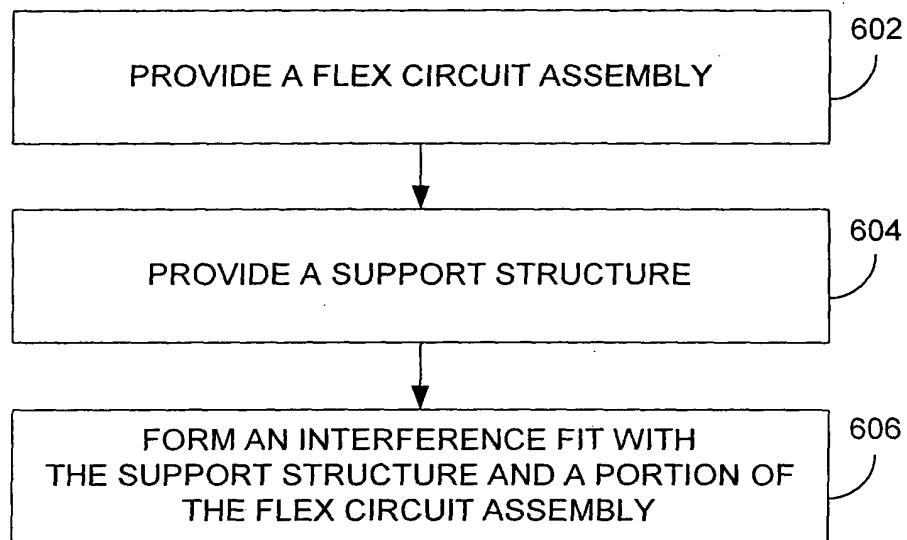 602
PROVIDE A FLEX CIRCUIT ASSEMBLY
604
PROVIDE A SUPPORT STRUCTURE
606
FORM AN INTERFERENCE FIT WITH
THE SUPPORT STRUCTURE AND A PORTION OF
THE FLEX CIRCUIT ASSEMBLY